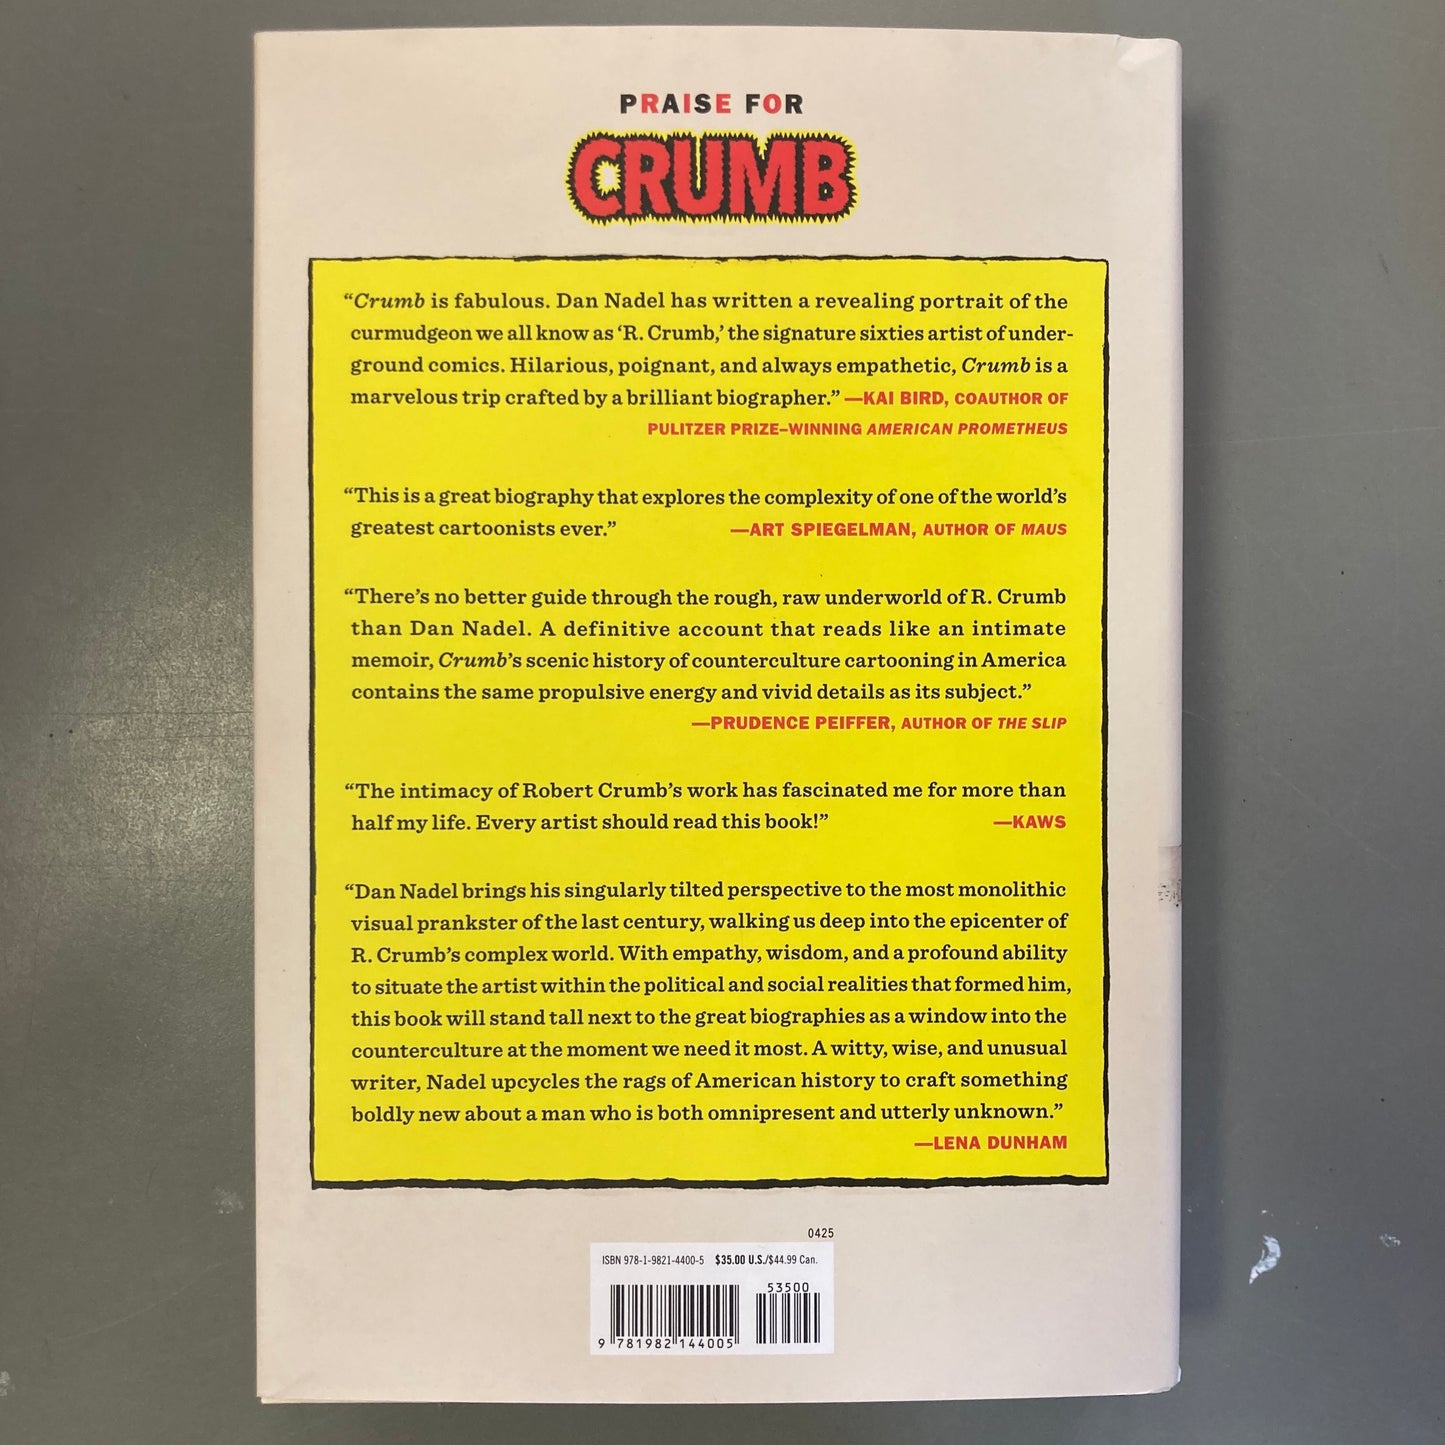 PRAISE FOR
CRUMB
“Crumb is fabulous. Dan Nadel has written a revealing portrait of the
curmudgeon we all know as ‘R. Crumb,’ the signature sixties artist of under-
ground comics. Hilarious, poignant, and always empathetic, Crumb is a
marvelous trip crafted by a brilliant biographer.” —KAI BIRD, COAUTHOR OF
PULITZER PRIZE–WINNING AMERICAN PROMETHEUS
“This is a great biography that explores the complexity of one of the world’s
greatest cartoonists ever.” —ART SPIEGELMAN, AUTHOR OF MAUS
“There’s no better guide through the rough, raw underworld of R. Crumb
than Dan Nadel. A definitive account that reads like an intimate
memoir, Crumb’s scenic history of counterculture cartooning in America
contains the same propulsive energy and vivid details as its subject.”
—PRUDENCE PEIFFER, AUTHOR OF THE SLIP
“The intimacy of Robert Crumb’s work has fascinated me for more than
half my life. Every artist should read this book!” —KAWS
“Dan Nadel brings his singularly tilted perspective to the most monolithic
visual prankster of the last century, walking us deep into the epicenter of
R. Crumb’s complex world. With empathy, wisdom, and a profound ability
to situate the artist within the political and social realities that formed him,
this book will stand tall next to the great biographies as a window into the
counterculture at the moment we need it most. A witty, wise, and unusual
writer, Nadel upcycles the rags of American history to craft something
boldly new about a man who is both omnipresent and utterly unknown.”
—LENA DUNHAM
0425
ISBN 978-1-9821-4400-5 $35.00 U.S./$44.99 Can.
53500
9 781982 144005